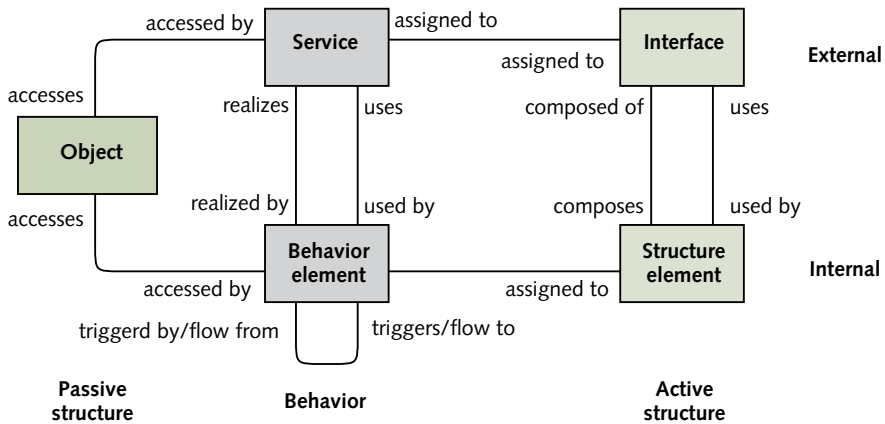 accessed by
Service
assigned to
Interface
External
assigned to
accesses
realizes
uses
composed of
uses
Object
accesses
realized by
used by
composes
used by
Behavior
element
Structure
element
Internal
accessed by
assigned to
triggerd by/flow from
triggers/flow to
Passive
structure
Behavior
Active
structure